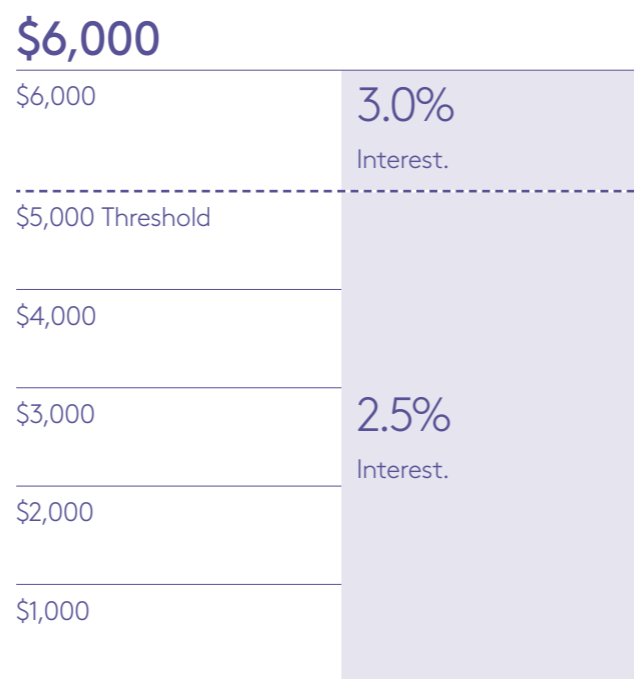 $6,000
$6,000
3.0%
Interest.
$5,000 Threshold
$4,000
$3,000
2.5%
Interest.
$2,000
$1,000